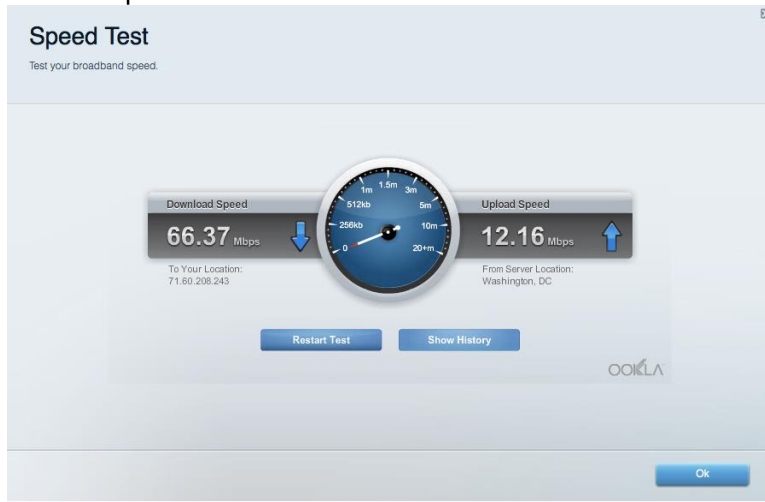 Speed Test
Test your broadband speed.
Download Speed
66.37 Mbps
To Your Location:
71.60.208.243
0
256kb
512kb
1m
1.5m
3m
5m
10m
20+m
Upload Speed
12.16 Mbps
From Server Location:
Washington, DC
Restart Test
Show History
OOKLA
Ok